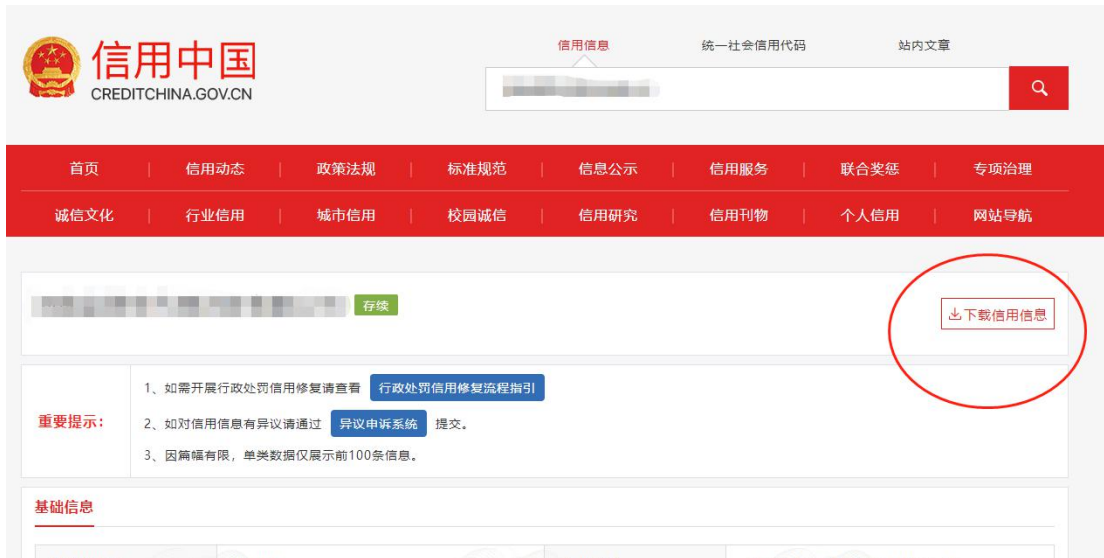 信用中国
CREDITCHINA.GOV.CN
信用信息 统一社会信用代码 站内文章
首页 信用动态 政策法规 标准规范 信息公示 信用服务 联合奖惩 专项治理
诚信文化 行业信用 城市信用 校园诚信 信用研究 信用刊物 个人信用 网站导航
存续
下载信用信息
重要提示：
1、如需开展行政处罚信用修复请查看 行政处罚信用修复流程指引
2、如对信用信息有异议请通过 异议申诉系统 提交。
3、因篇幅有限，单类数据仅展示前100条信息。
基础信息